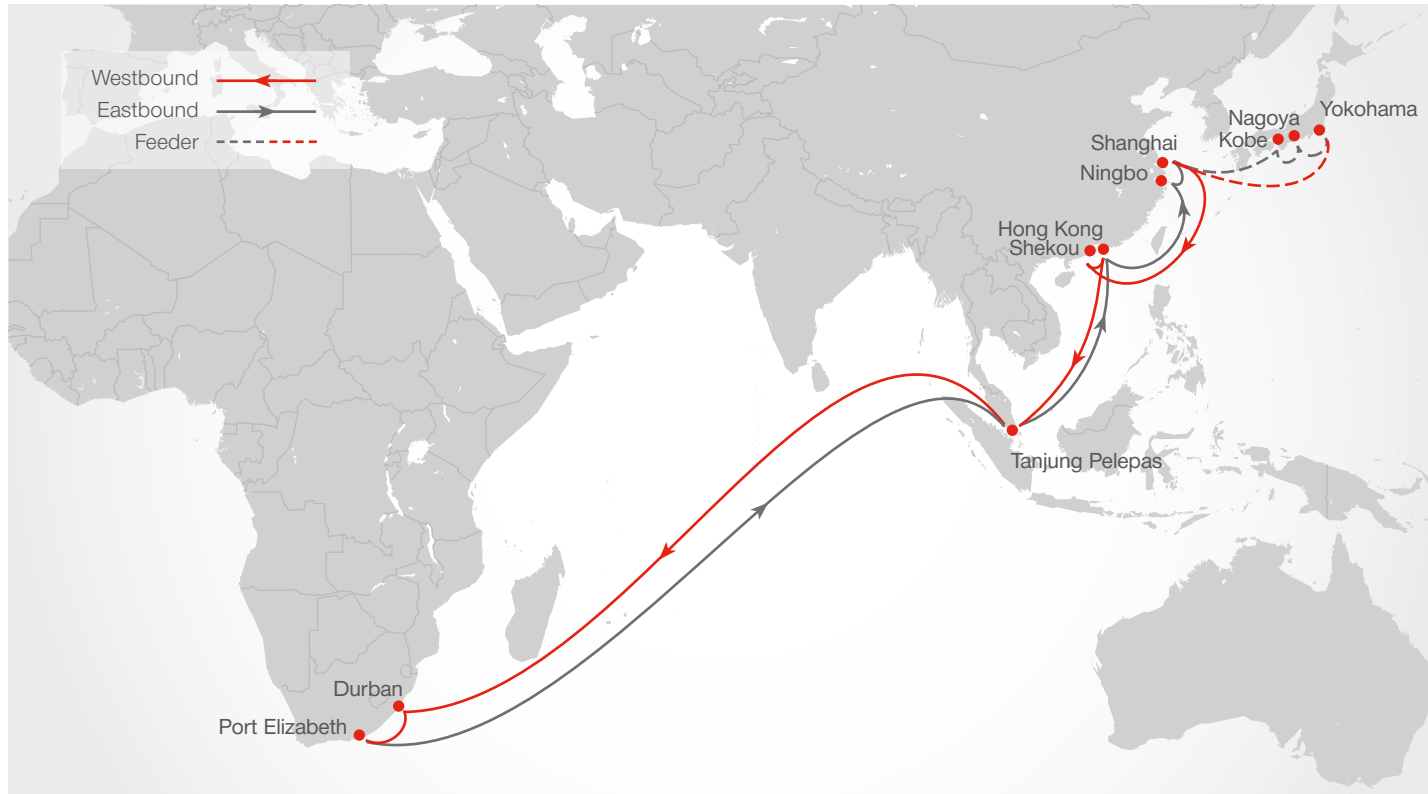 Westbound
Eastbound
Feeder
Yokohama
Nagoya
Kobe
Shanghai
Ningbo
Hong Kong
Shekou
Tanjung Pelepas
Durban
Port Elizabeth